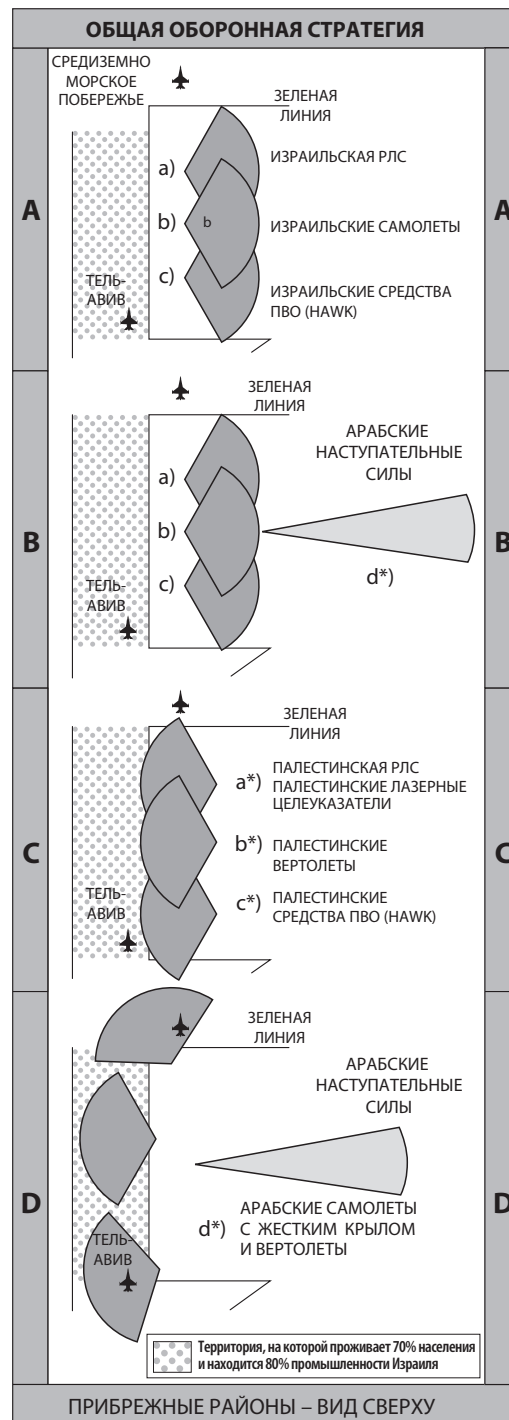 ОБЩАЯ ОБОРОННАЯ СТРАТЕГИЯ
СРЕДИЗЕМНО
МОРСКОЕ
ПОБЕРЕЖЬЕ
ЗЕЛЕНАЯ
ЛИНИЯ
a)
ИЗРАИЛЬСКАЯ РЛС
A
A
b)
b
ИЗРАИЛЬСКИЕ САМОЛЕТЫ
c)
ТЕЛЬ-
АВИВ
ИЗРАИЛЬСКИЕ СРЕДСТВА
ПВО (HAWK)
ЗЕЛЕНАЯ
ЛИНИЯ
АРАБСКИЕ
НАСТУПАТЕЛЬНЫЕ
СИЛЫ
a)
B
B
b)
d*)
c)
ТЕЛЬ-
АВИВ
ЗЕЛЕНАЯ
ЛИНИЯ
a*) ПАЛЕСТИНСКАЯ РЛС
ПАЛЕСТИНСКИЕ ЛАЗЕРНЫЕ
ЦЕЛЕУКАЗАТЕЛИ
C
C
b*) ПАЛЕСТИНСКИЕ
ВЕРТОЛЕТЫ
c*) ПАЛЕСТИНСКИЕ
СРЕДСТВА ПВО (HAWK)
ТЕЛЬ-
АВИВ
ЗЕЛЕНАЯ
ЛИНИЯ
АРАБСКИЕ
НАСТУПАТЕЛЬНЫЕ
СИЛЫ
D
D
d*) АРАБСКИЕ САМОЛЕТЫ
С ЖЕСТКИМ КРЫЛОМ
И ВЕРТОЛЕТЫ
ТЕЛЬ-
АВИВ
Территория, на которой проживает 70% населения
и находится 80% промышленности Израиля
ПРИБРЕЖНЫЕ РАЙОНЫ – ВИД СВЕРХУ